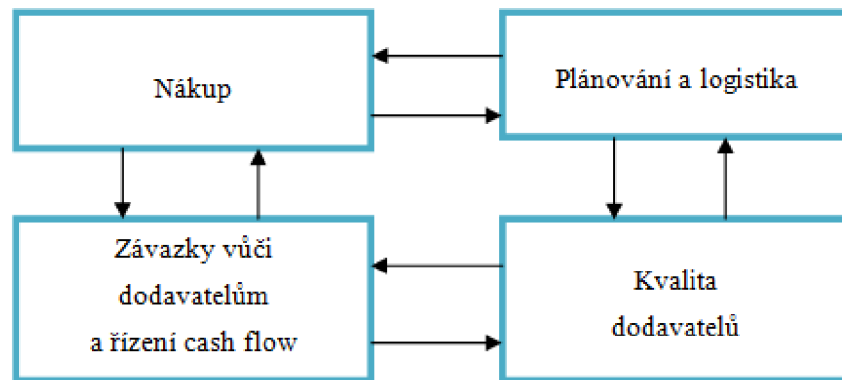 Nákup
Plánování a logistika
Závazky vůči
dodavatelům
a řízení cash flow
Kvalita
dodavatelů